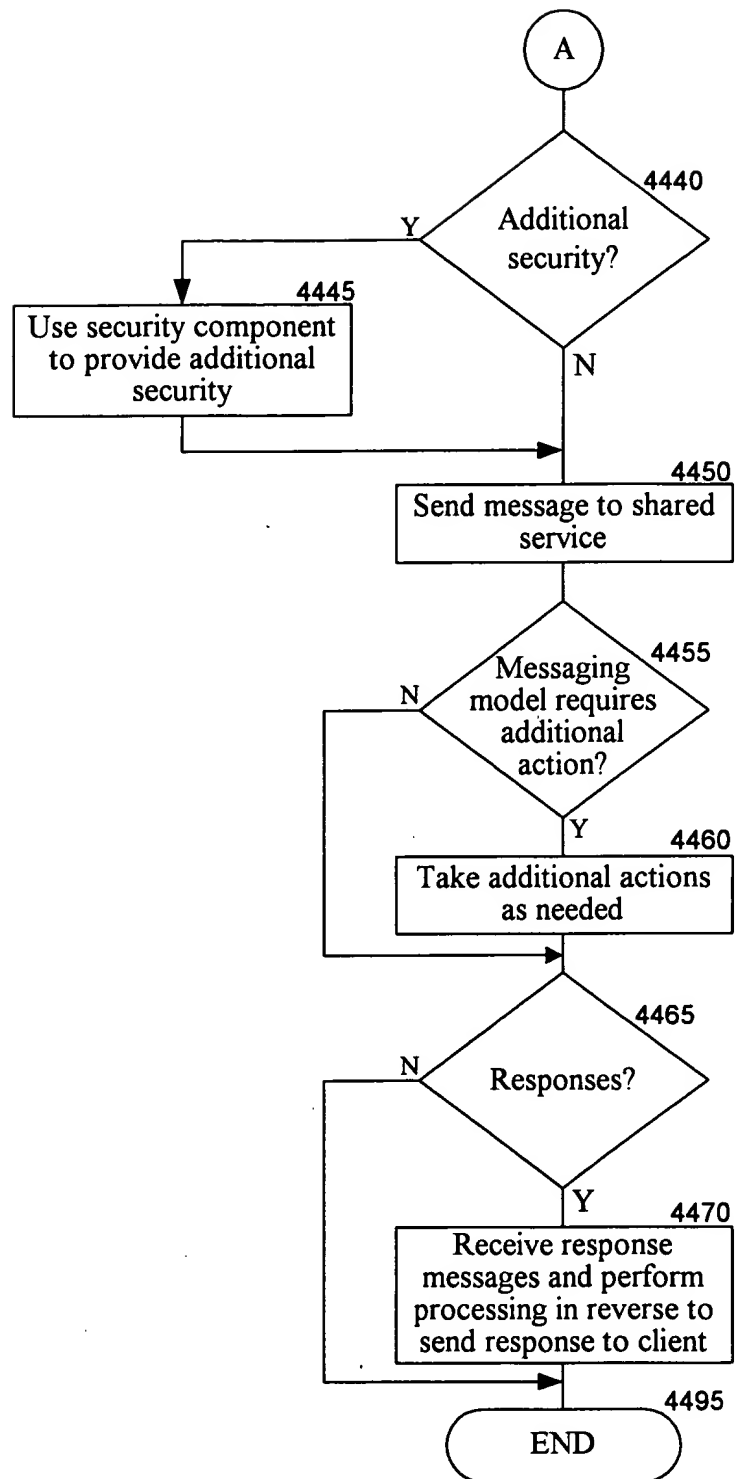 A
4440
Additional
security?
Y
N
4445
Use security component
to provide additional
security
4450
Send message to shared
service
4455
Messaging
model requires
additional
action?
N
Y
4460
Take additional actions
as needed
4465
Responses?
N
Y
4470
Receive response
messages and perform
processing in reverse to
send response to client
4495
END